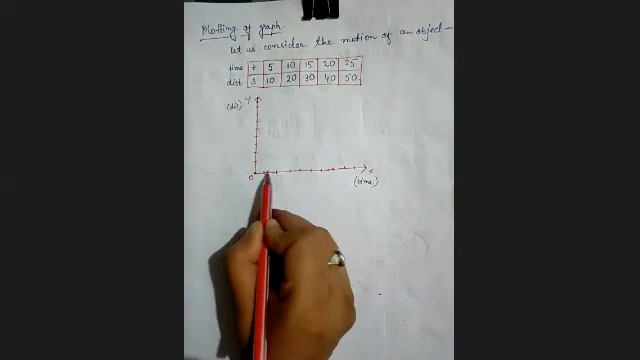 Plotting of graph.
Let us consider the motion of an object —
time t 5 10 15 20 25
dist S 10 20 30 40 50
Y
(dis)
O
X
(time)